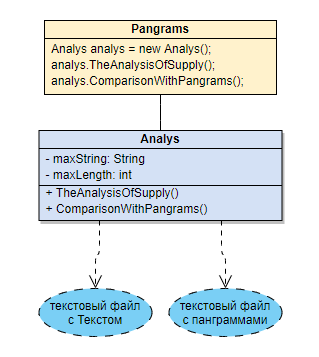 Pangrams
Analys analys = new Analys();
analys.TheAnalysisOfSupply();
analys.ComparisonWithPangrams();
Analys
- maxString: String
- maxLength: int
+ TheAnalysisOfSupply()
+ ComparisonWithPangrams()
текстовый файл
с Текстом
текстовый файл
с панграммами